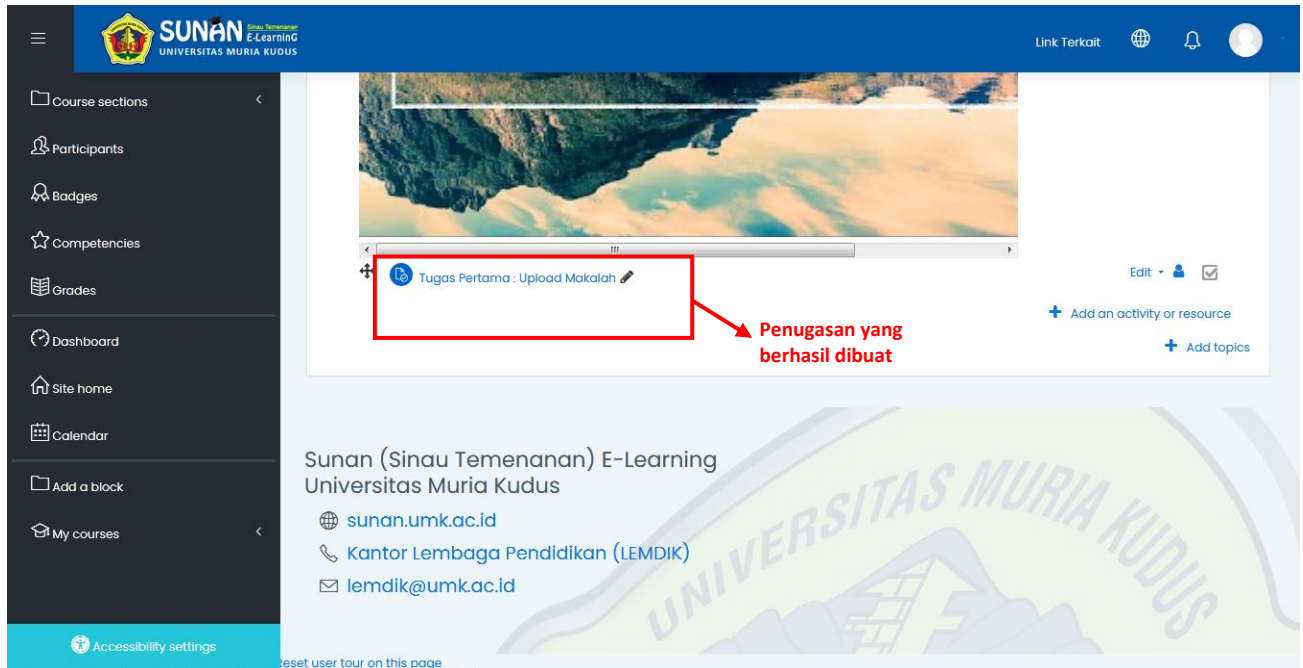 SUNAN Sinau Temenanan
E-LearninG
UNIVERSITAS MURIA KUDUS
Link Terkait
Course sections
Participants
Badges
Competencies
Grades
Dashboard
Site home
Calendar
Add a block
My courses
Accessibility settings
Tugas Pertama : Upload Makalah
Edit
Add an activity or resource
Add topics
Penugasan yang
berhasil dibuat
Sunan (Sinau Temenanan) E-Learning
Universitas Muria Kudus
sunan.umk.ac.id
Kantor Lembaga Pendidikan (LEMDIK)
lemdik@umk.ac.id
UNIVERSITAS MURIA KUDUS
eset user tour on this page